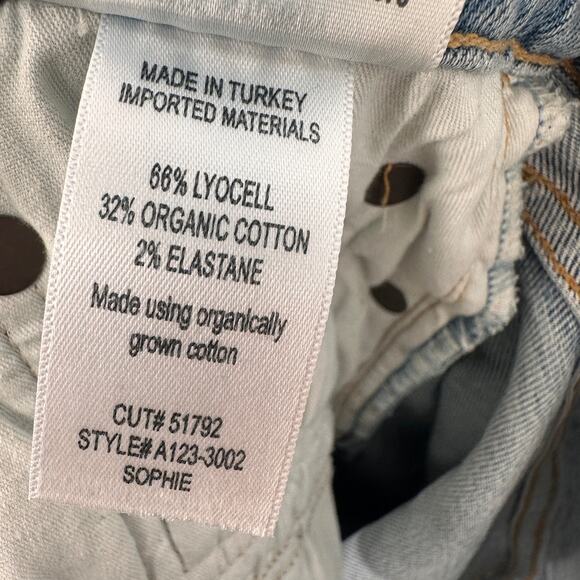 MADE IN TURKEY
IMPORTED MATERIALS
66% LYOCELL
32% ORGANIC COTTON
2% ELASTANE
Made using organically
grown cotton
CUT# 51792
STYLE# A123-3002
SOPHIE